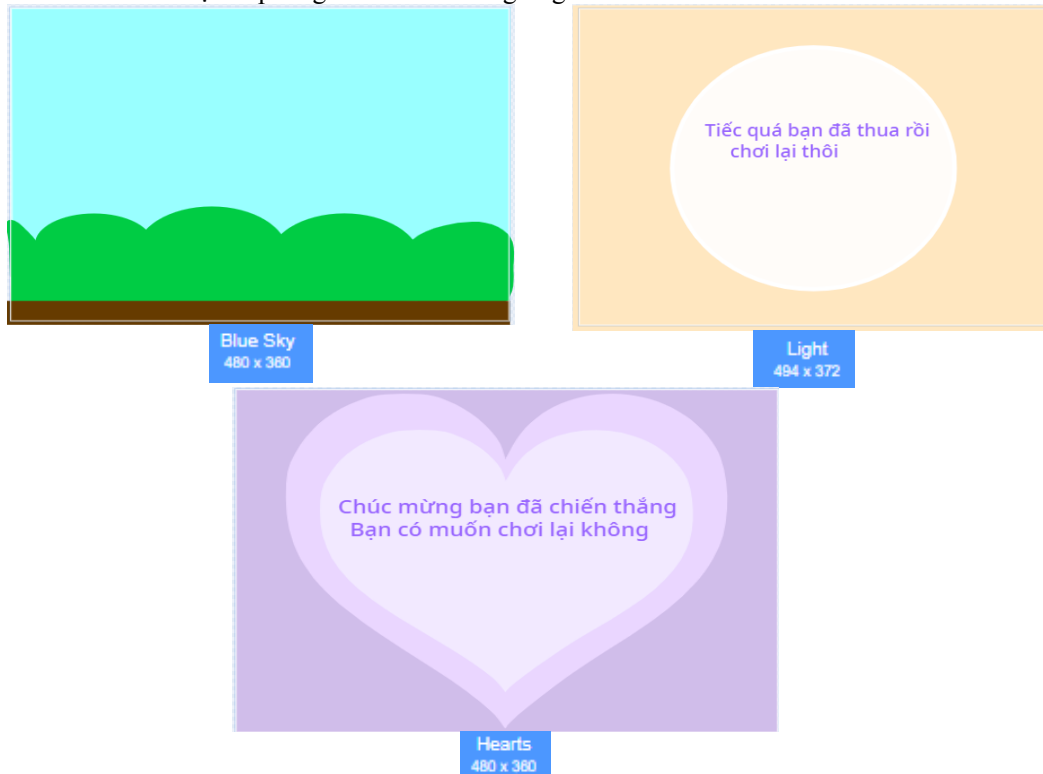 Tiếc quá bạn đã thua rồi
chơi lại thôi
Blue Sky
480 x 360
Light
494 x 372
Chúc mừng bạn đã chiến thắng
Bạn có muốn chơi lại không
Hearts
480 x 360